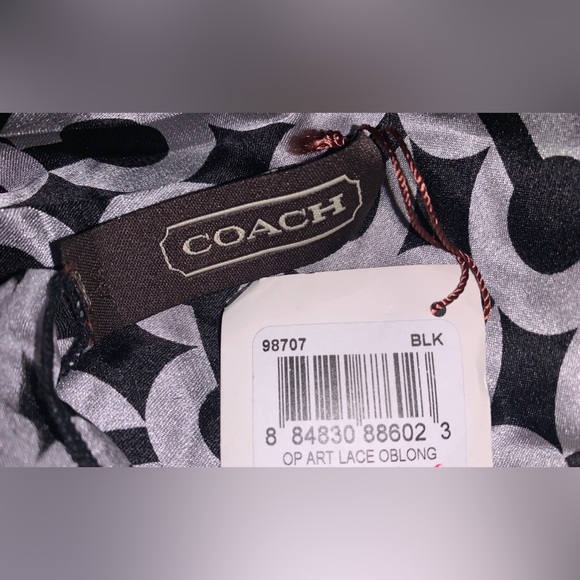 COACH
98707 BLK
8 84830 88602 3
OP ART LACE OBLONG